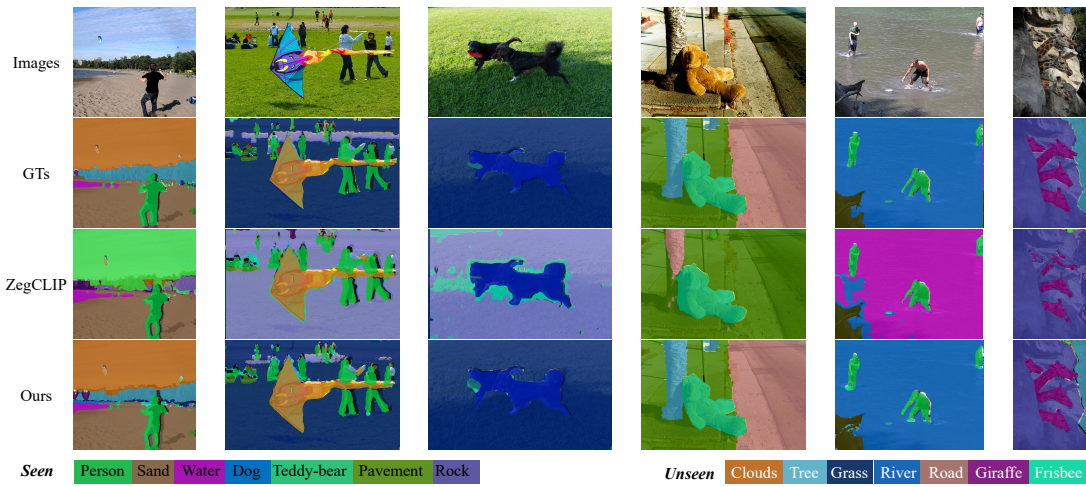 Images
GTs
ZegCLIP
Ours
Seen Person Sand Water Dog Teddy-bear Pavement Rock Unseen Clouds Tree Grass River Road Giraffe Frisbee